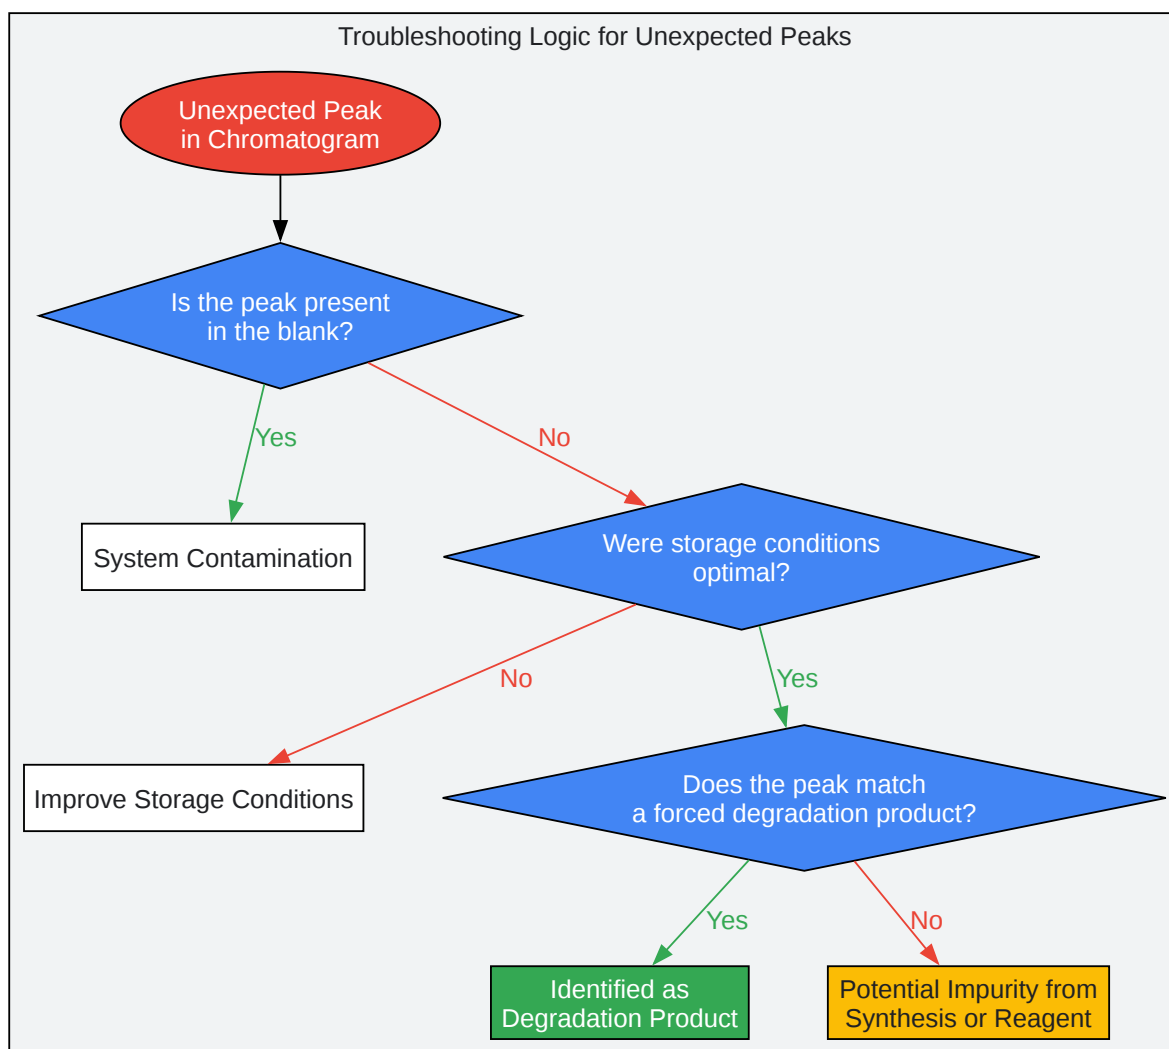 Troubleshooting Logic for Unexpected Peaks
Unexpected Peak
in Chromatogram
Is the peak present
in the blank?
Yes
No
System Contamination
Were storage conditions
optimal?
No
Yes
Improve Storage Conditions
Does the peak match
a forced degradation product?
Yes
No
Identified as
Degradation Product
Potential Impurity from
Synthesis or Reagent